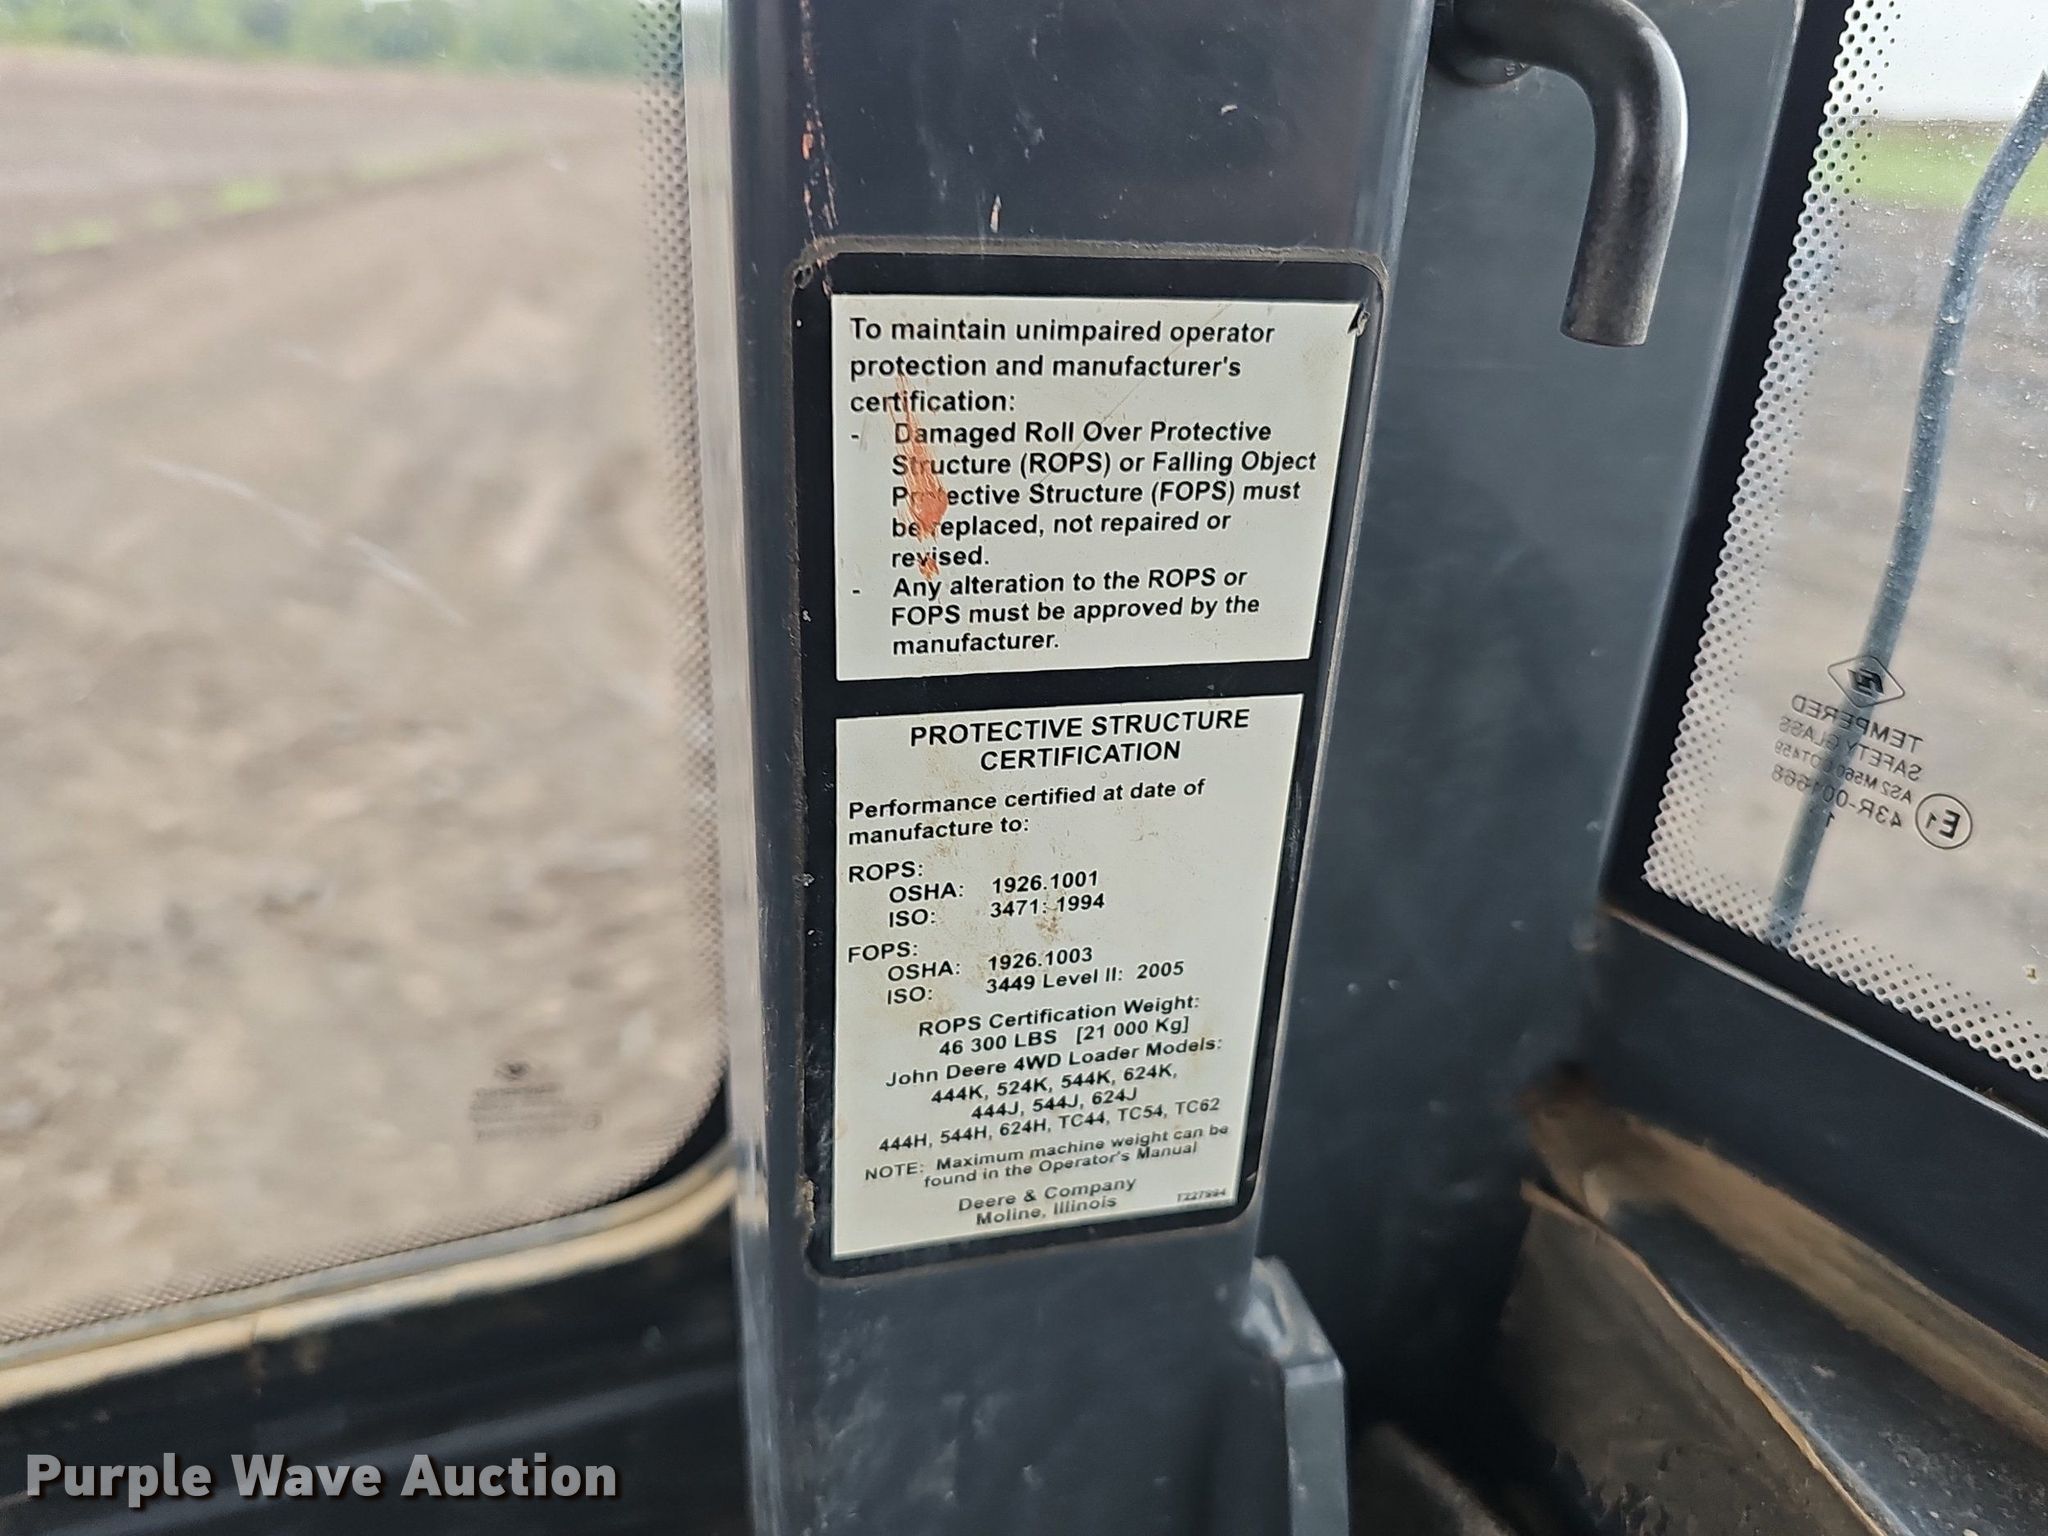 To maintain unimpaired operator
protection and manufacturer's
certification:
- Damaged Roll Over Protective
Structure (ROPS) or Falling Object
Protective Structure (FOPS) must
be replaced, not repaired or
revised.
- Any alteration to the ROPS or
FOPS must be approved by the
manufacturer.
PROTECTIVE STRUCTURE
CERTIFICATION
Performance certified at date of
manufacture to:
ROPS:
OSHA: 1926.1001
ISO: 3471: 1994
FOPS:
OSHA: 1926.1003
ISO: 3449 Level II: 2005
ROPS Certification Weight:
46 300 LBS [21 000 Kg]
John Deere 4WD Loader Models:
444K, 524K, 544K, 624K,
444J, 544J, 624J
444H, 544H, 624H, TC44, TC54, TC62
NOTE: Maximum machine weight can be
found in the Operator's Manual
Deere & Company
Moline, Illinois
TEMPERED
SAFETY GLASS
E1
1
Purple Wave Auction